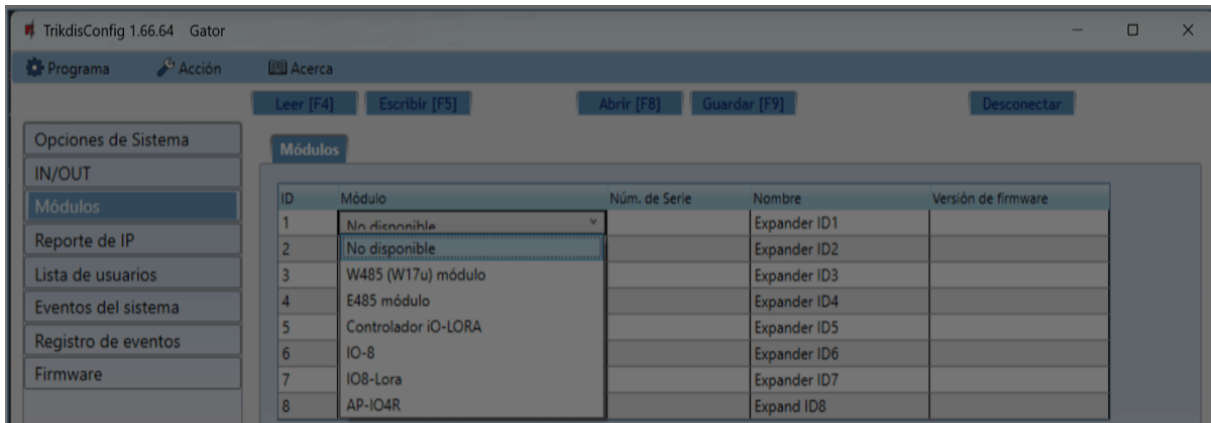 TrikdisConfig 1.66.64 Gator
Programa Acción Acerca
Leer [F4] Escribir [F5] Abrir [F8] Guardar [F9] Desconectar
Opciones de Sistema
IN/OUT
Módulos
Reporte de IP
Lista de usuarios
Eventos del sistema
Registro de eventos
Firmware
Módulos
ID Módulo Núm. de Serie Nombre Versión de firmware
1 No disponible Expander ID1
2 No disponible Expander ID2
3 W485 (W17u) módulo Expander ID3
4 E485 módulo Expander ID4
5 Controlador iO-LORA Expander ID5
6 IO-8 Expander ID6
7 IO8-Lora Expander ID7
8 AP-IO4R Expand ID8